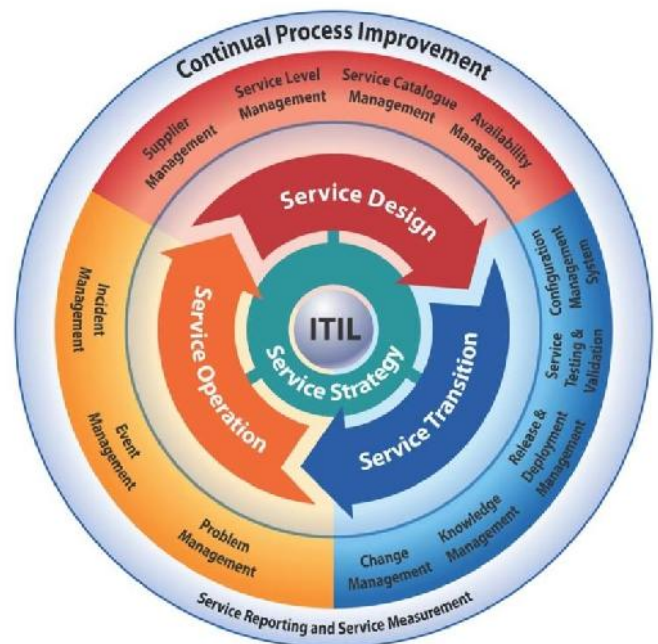 Continual Process Improvement
Supplier
Management
Service Level
Management
Service Catalogue
Management
Availability
Management
Configuration
Management
System
Service
Testing &
Validation
Release &
Deployment
Management
Knowledge
Management
Change
Management
Problem
Management
Event
Management
Incident
Management
Service Design
Service Transition
Service Operation
Service Strategy
ITIL
Service Reporting and Service Measurement